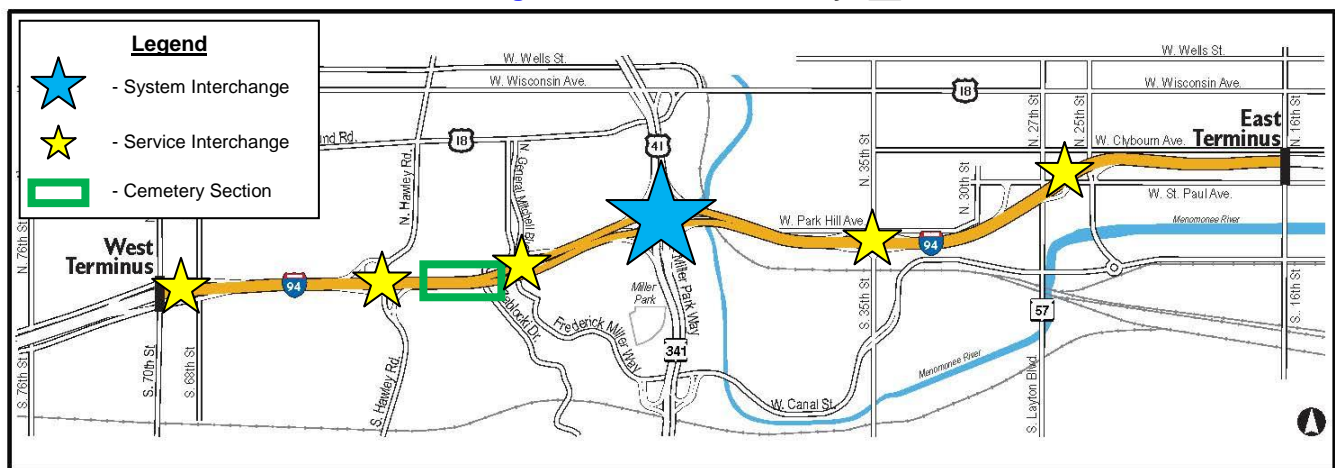 Legend
- System Interchange
- Service Interchange
- Cemetery Section
W. Wells St.
W. Wisconsin Ave.
W. Wells St.
W. Wisconsin Ave.
18
18
41
nd Rd.
N. Hawley Rd.
N. General Mitchell Bl
N. 35th St
N. 30th St
N. 27th St
N. 25th St
East
Terminus
N. 16th St
W. Clybourn Ave.
W. St. Paul Ave.
W. Park Hill Ave
Menomonee River
94
94
West
Terminus
N. 76th St
S. 76th St
S. 70th St
S. 68th St
S. Hawley Rd.
Zablocki Dr.
Frederick Miller Way
Miller
Park
Miller Park Way
341
W. Canal St.
S. 35th St
57
S. Layton Blvd.
Menomonee River
S.. 16th St